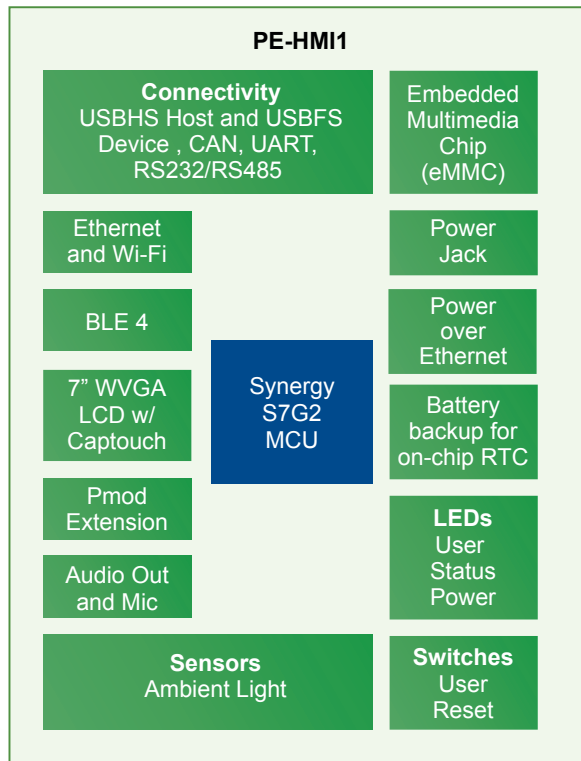 PE-HMI1
Connectivity
USBHS Host and USBFS
Device , CAN, UART,
RS232/RS485
Embedded
Multimedia
Chip
(eMMC)
Ethernet
and Wi-Fi
Power
Jack
BLE 4
Power
over
Ethernet
7” WVGA
LCD w/
Captouch
Synergy
S7G2
MCU
Battery
backup for
on-chip RTC
Pmod
Extension
LEDs
User
Status
Power
Audio Out
and Mic
Sensors
Ambient Light
Switches
User
Reset